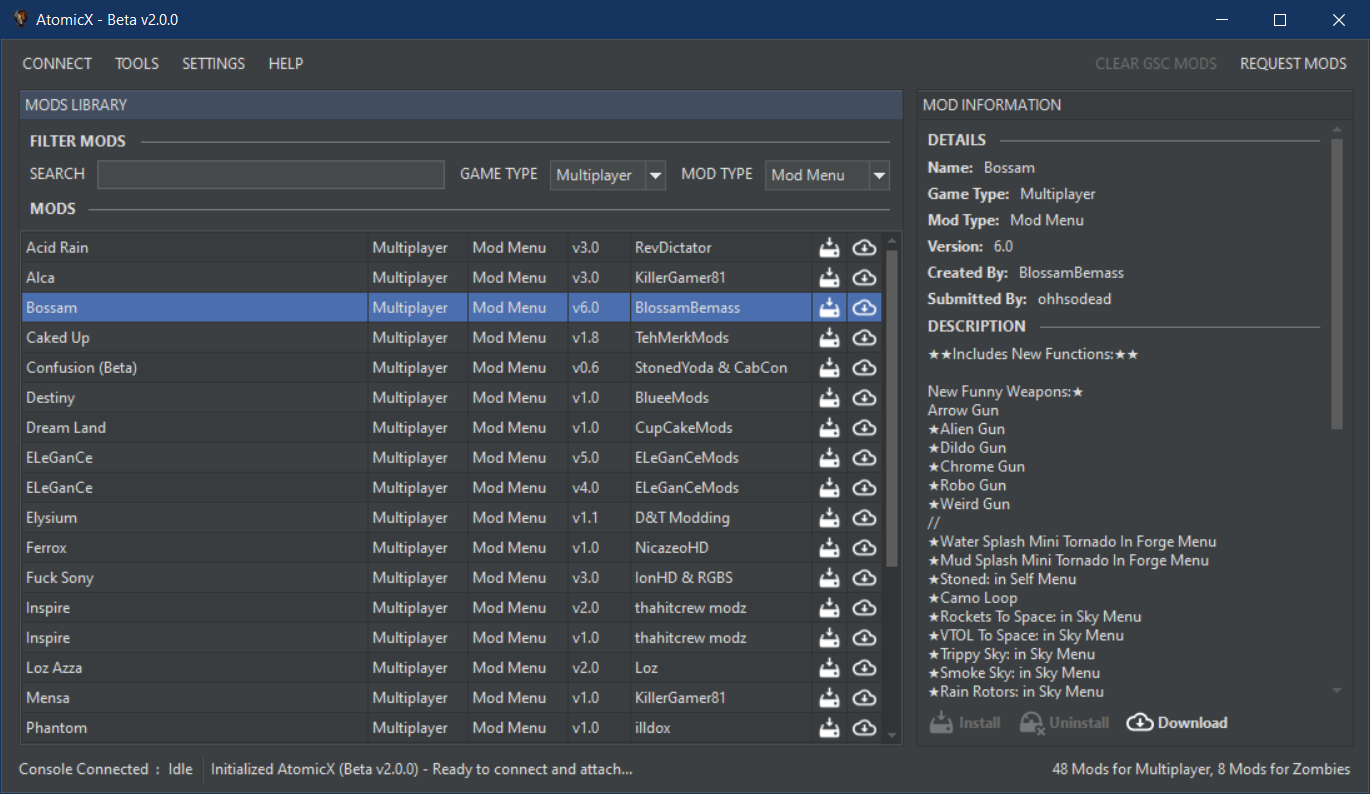 AtomicX - Beta v2.0.0
CONNECT TOOLS SETTINGS HELP CLEAR GSC MODS REQUEST MODS
MODS LIBRARY
FILTER MODS
SEARCH GAME TYPE Multiplayer MOD TYPE Mod Menu
MODS
Acid Rain Multiplayer Mod Menu v3.0 RevDictator
Alca Multiplayer Mod Menu v3.0 KillerGamer81
Bossam Multiplayer Mod Menu v6.0 BlossamBemass
Caked Up Multiplayer Mod Menu v1.8 TehMerkMods
Confusion (Beta) Multiplayer Mod Menu v0.6 StonedYoda & CabCon
Destiny Multiplayer Mod Menu v1.0 BlueeMods
Dream Land Multiplayer Mod Menu v1.0 CupCakeMods
ELeGanCe Multiplayer Mod Menu v5.0 ELeGanCeMods
ELeGanCe Multiplayer Mod Menu v4.0 ELeGanCeMods
Elysium Multiplayer Mod Menu v1.1 D&T Modding
Ferrox Multiplayer Mod Menu v1.0 NicazeoHD
Fuck Sony Multiplayer Mod Menu v3.0 IonHD & RGBS
Inspire Multiplayer Mod Menu v2.0 thahitcrew modz
Inspire Multiplayer Mod Menu v1.0 thahitcrew modz
Loz Azza Multiplayer Mod Menu v2.0 Loz
Mensa Multiplayer Mod Menu v1.0 KillerGamer81
Phantom Multiplayer Mod Menu v1.0 illdox
MOD INFORMATION
DETAILS
Name: Bossam
Game Type: Multiplayer
Mod Type: Mod Menu
Version: 6.0
Created By: BlossamBemass
Submitted By: ohhsodead
DESCRIPTION
★★Includes New Functions:★★
New Funny Weapons:★
Arrow Gun
★Alien Gun
★Dildo Gun
★Chrome Gun
★Robo Gun
★Weird Gun
//
★Water Splash Mini Tornado In Forge Menu
★Mud Splash Mini Tornado In Forge Menu
★Stoned: in Self Menu
★Camo Loop
★Rockets To Space: in Sky Menu
★VTOL To Space: in Sky Menu
★Trippy Sky: in Sky Menu
★Smoke Sky: in Sky Menu
★Rain Rotors: in Sky Menu
Install Uninstall Download
Console Connected : Idle Initialized AtomicX (Beta v2.0.0) - Ready to connect and attach... 48 Mods for Multiplayer, 8 Mods for Zombies